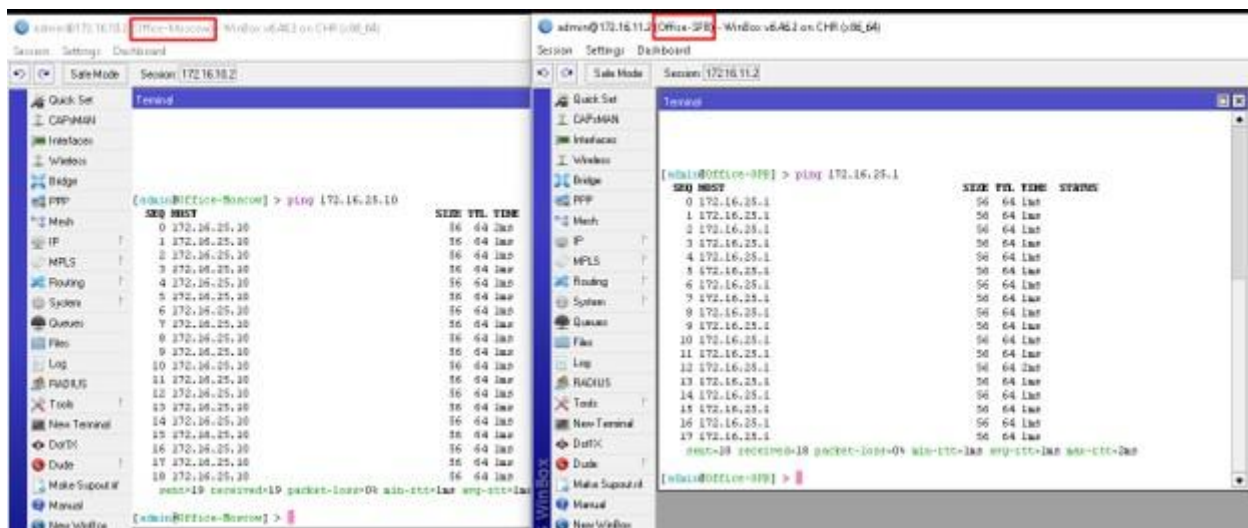 admin@172.16.10.2 (Office-Moscow) - WinBox v6.46.2 on CHR (x86_64)
Session Settings Dashboard
Safe Mode Session: 172.16.10.2
Quick Set
CAPsMAN
Interfaces
Wireless
Bridge
PPP
Mesh
IP
MPLS
Routing
System
Queues
Files
Log
RADIUS
Tools
New Terminal
Dot1X
Dude
Make Supout.rif
Manual
New WinBox
Terminal
[admin@Office-Moscow] > ping 172.16.25.10
SEQ HOST SIZE TTL TIME
0 172.16.25.10 56 64 2ms
1 172.16.25.10 56 64 1ms
2 172.16.25.10 56 64 1ms
3 172.16.25.10 56 64 1ms
4 172.16.25.10 56 64 1ms
5 172.16.25.10 56 64 1ms
6 172.16.25.10 56 64 1ms
7 172.16.25.10 56 64 1ms
8 172.16.25.10 56 64 1ms
9 172.16.25.10 56 64 1ms
10 172.16.25.10 56 64 1ms
11 172.16.25.10 56 64 1ms
12 172.16.25.10 56 64 1ms
13 172.16.25.10 56 64 1ms
14 172.16.25.10 56 64 1ms
15 172.16.25.10 56 64 1ms
16 172.16.25.10 56 64 1ms
17 172.16.25.10 56 64 1ms
18 172.16.25.10 56 64 1ms
sent=19 received=19 packet-loss=0% min-rtt=1ms avg-rtt=1ms
[admin@Office-Moscow] >
admin@172.16.11.2 (Office-SPB) - WinBox v6.46.2 on CHR (x86_64)
Session Settings Dashboard
Safe Mode Session: 172.16.11.2
WinBox
Quick Set
CAPsMAN
Interfaces
Wireless
Bridge
PPP
Mesh
IP
MPLS
Routing
System
Queues
Files
Log
RADIUS
Tools
New Terminal
Dot1X
Dude
Make Supout.rif
Manual
New WinBox
Terminal
[admin@Office-SPB] > ping 172.16.25.1
SEQ HOST SIZE TTL TIME STATUS
0 172.16.25.1 56 64 1ms
1 172.16.25.1 56 64 1ms
2 172.16.25.1 56 64 1ms
3 172.16.25.1 56 64 1ms
4 172.16.25.1 56 64 1ms
5 172.16.25.1 56 64 1ms
6 172.16.25.1 56 64 1ms
7 172.16.25.1 56 64 1ms
8 172.16.25.1 56 64 1ms
9 172.16.25.1 56 64 1ms
10 172.16.25.1 56 64 1ms
11 172.16.25.1 56 64 1ms
12 172.16.25.1 56 64 2ms
13 172.16.25.1 56 64 1ms
14 172.16.25.1 56 64 1ms
15 172.16.25.1 56 64 1ms
16 172.16.25.1 56 64 1ms
17 172.16.25.1 56 64 1ms
sent=18 received=18 packet-loss=0% min-rtt=1ms avg-rtt=1ms max-rtt=2ms
[admin@Office-SPB] >